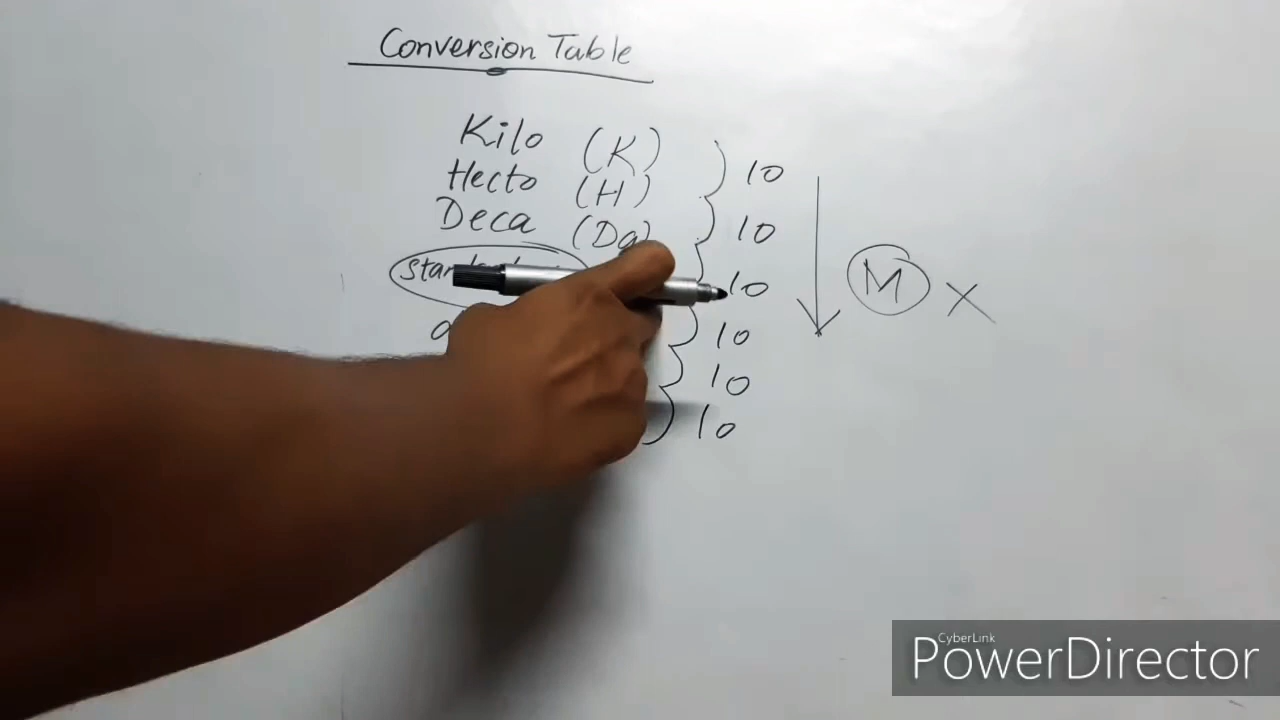 Conversion Table
Kilo (K) 10
Hecto (H)
Deca (Da) 10
10
10
10
10
M X
CyberLink
PowerDirector